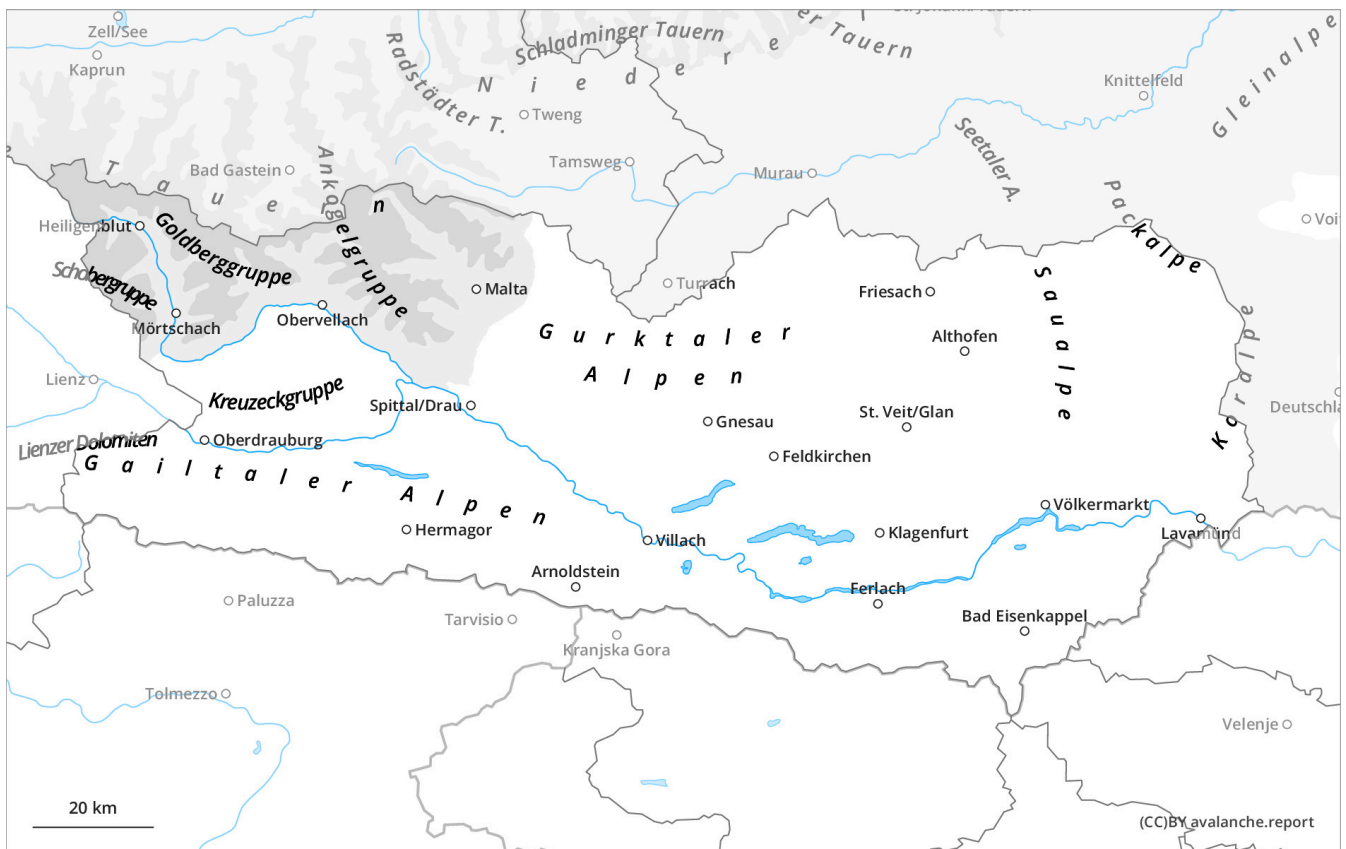 St. Johann/Tauern
Zell/See
Kaprun
Radstädter T.
Schladminger Tauern
Niedere Tauern
Tweng
Knittelfeld
Gleinalpe
Seetaler A.
Tauern
Bad Gastein
Ankogelgruppe
Tamsweg
Murau
Packalpe
Heiligenblut
Goldberggruppe
Voi
Schobergruppe
Mörtschach
Malta
Turrach
Friesach
Saualpe
Obervellach
Gurktaler
Alpen
Althofen
Koralpe
Lienz
Kreuzeckgruppe
Spittal/Drau
Gnesau
St. Veit/Glan
Deutschla
Lienzer Dolomiten
Oberdrauburg
Feldkirchen
Gailtaler Alpen
Hermagor
Villach
Klagenfurt
Völkermarkt
Lavamünd
Arnoldstein
Ferlach
Bad Eisenkappel
Paluzza
Tarvisio
Kranjska Gora
Tolmezzo
Velenje
20 km
(CC)BY avalanche.report